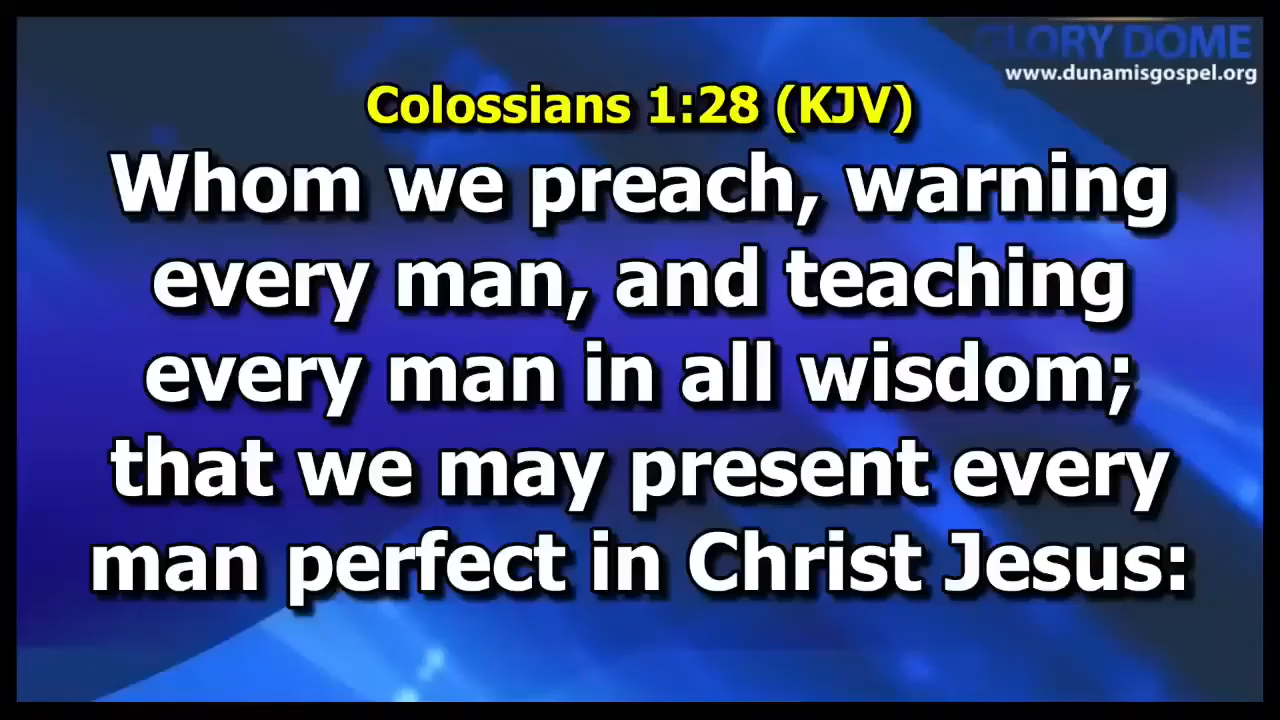 GLORY DOME
www.dunamisgospel.org
Colossians 1:28 (KJV)
Whom we preach, warning
every man, and teaching
every man in all wisdom;
that we may present every
man perfect in Christ Jesus: